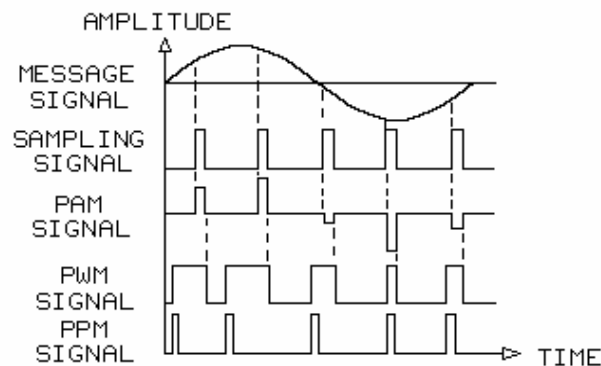 AMPLITUDE
MESSAGE
SIGNAL
SAMPLING
SIGNAL
PAM
SIGNAL
PWM
SIGNAL
PPM
SIGNAL
TIME